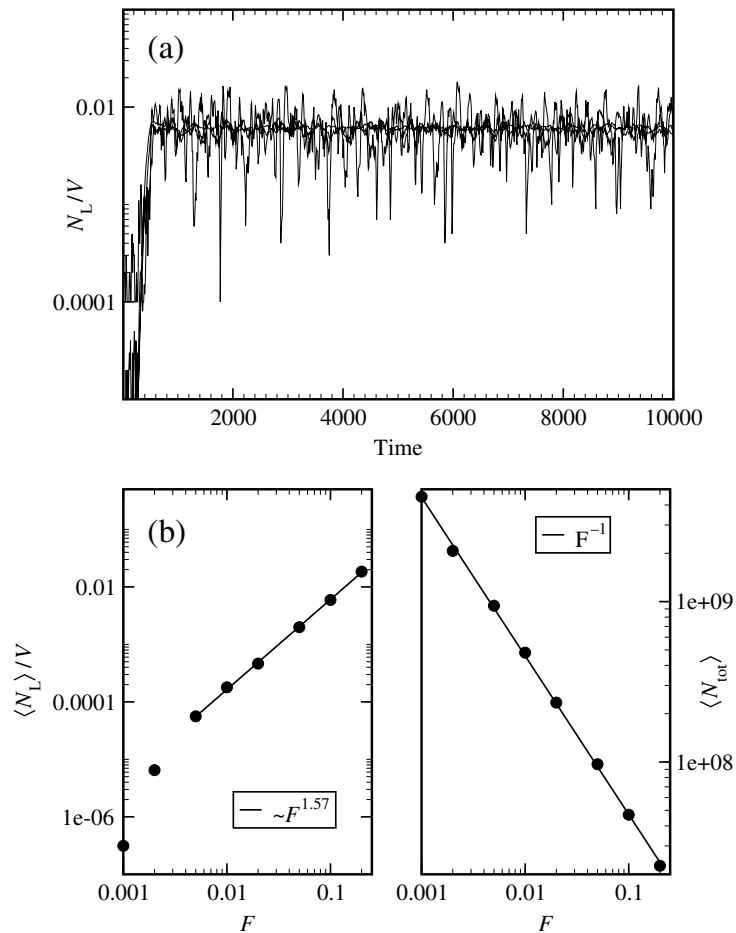 (a)
0.01
0.0001
N_L/V
2000 4000 6000 8000 10000
Time
(b)
0.01
0.0001
1e-06
⟨N_L⟩/V
~F^1.57
0.001 0.01 0.1
F
F^−1
1e+09
1e+08
⟨N_tot⟩
0.001 0.01 0.1
F